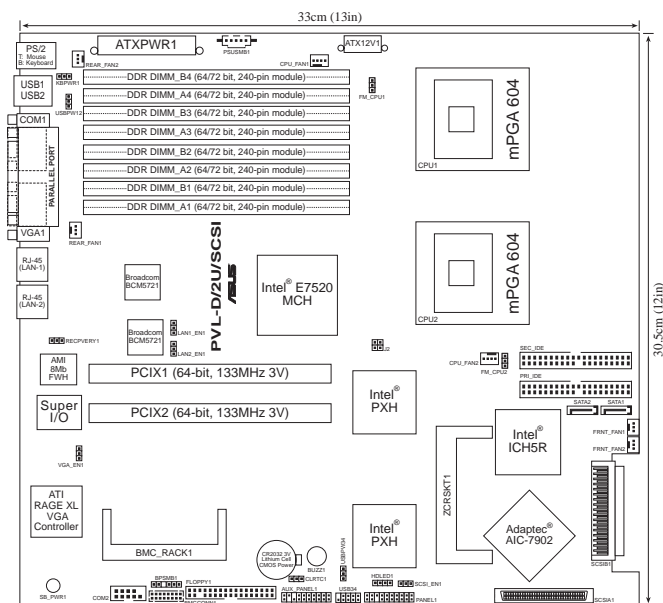 33cm (13in)
PS/2
T: Mouse
B: Keyboard
REAR_FAN2
ATXPWR1
PSUSMB1
CPU_FAN1
ATX12V1
KBPWR1
FM_CPU1
USB1
USB2
USBPW12
DDR DIMM_B4 (64/72 bit, 240-pin module)
DDR DIMM_A4 (64/72 bit, 240-pin module)
DDR DIMM_B3 (64/72 bit, 240-pin module)
DDR DIMM_A3 (64/72 bit, 240-pin module)
DDR DIMM_B2 (64/72 bit, 240-pin module)
DDR DIMM_A2 (64/72 bit, 240-pin module)
DDR DIMM_B1 (64/72 bit, 240-pin module)
DDR DIMM_A1 (64/72 bit, 240-pin module)
mPGA 604
CPU1
COM1
PARALLEL PORT
VGA1
REAR_FAN1
RJ-45
(LAN-1)
RJ-45
(LAN-2)
Broadcom
BCM5721
PVL-D/2U/SCSI
ASUS
Intel® E7520
MCH
mPGA 604
CPU2
30.5cm (12in)
Broadcom
BCM5721
LAN1_EN1
LAN2_EN1
RECPVERY1
J2
CPU_FAN2
FM_CPU2
SEC_IDE
PRI_IDE
AMI
8Mb
FWH
PCIX1 (64-bit, 133MHz 3V)
Intel®
PXH
SATA2
SATA1
Super
I/O
PCIX2 (64-bit, 133MHz 3V)
FRNT_FAN1
FRNT_FAN2
VGA_EN1
Intel®
ICH5R
ZCRSKT1
ATI
RAGE XL
VGA
Controller
BMC_RACK1
CR2032 3V
Lithium Cell
CMOS Power
BUZZ1
USBPW34
Intel®
PXH
Adaptec®
AIC-7902
SCSIB1
SB_PWR1
COM2
BPSMB1
BMCCONN1
FLOPPY1
CLRTC1
AUX_PANEL1
USB34
HDLED1
SCSI_EN1
PANEL1
SCSIA1